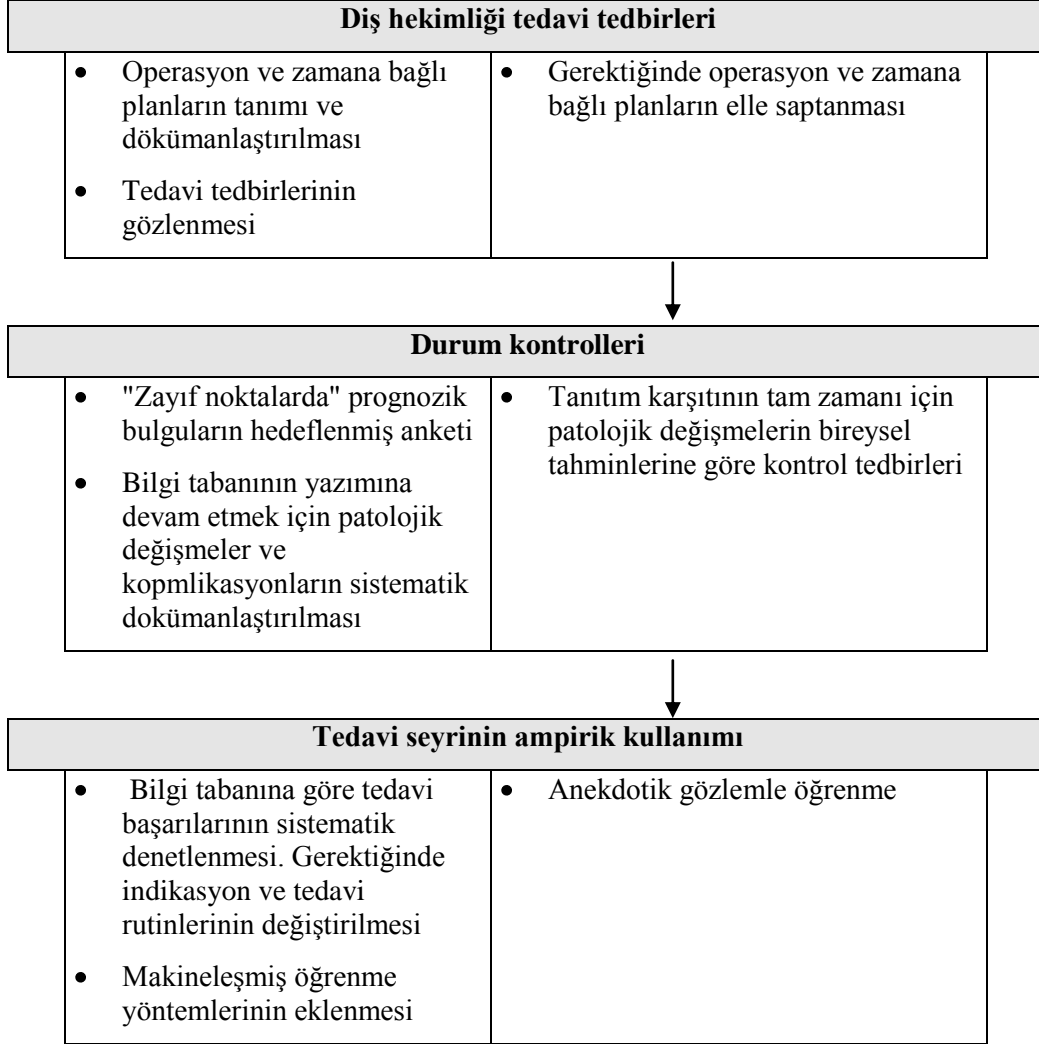 Diş hekimliği tedavi tedbirleri
• Operasyon ve zamana bağlı
planların tanımı ve
dökümanlaştırılması
• Tedavi tedbirlerinin
gözlenmesi
• Gerektiğinde operasyon ve zamana
bağlı planların elle saptanması
Durum kontrolleri
• "Zayıf noktalarda" prognozik
bulguların hedeflenmiş anketi
• Bilgi tabanının yazımına
devam etmek için patolojik
değişmeler ve
kopmlikasyonların sistematik
dokümanlaştırılması
• Tanıtım karşıtının tam zamanı için
patolojik değişmelerin bireysel
tahminlerine göre kontrol tedbirleri
Tedavi seyrinin ampirik kullanımı
• Bilgi tabanına göre tedavi
başarılarının sistematik
denetlenmesi. Gerektiğinde
indikasyon ve tedavi
rutinlerinin değiştirilmesi
• Makineleşmiş öğrenme
yöntemlerinin eklenmesi
• Anekdotik gözlemle öğrenme